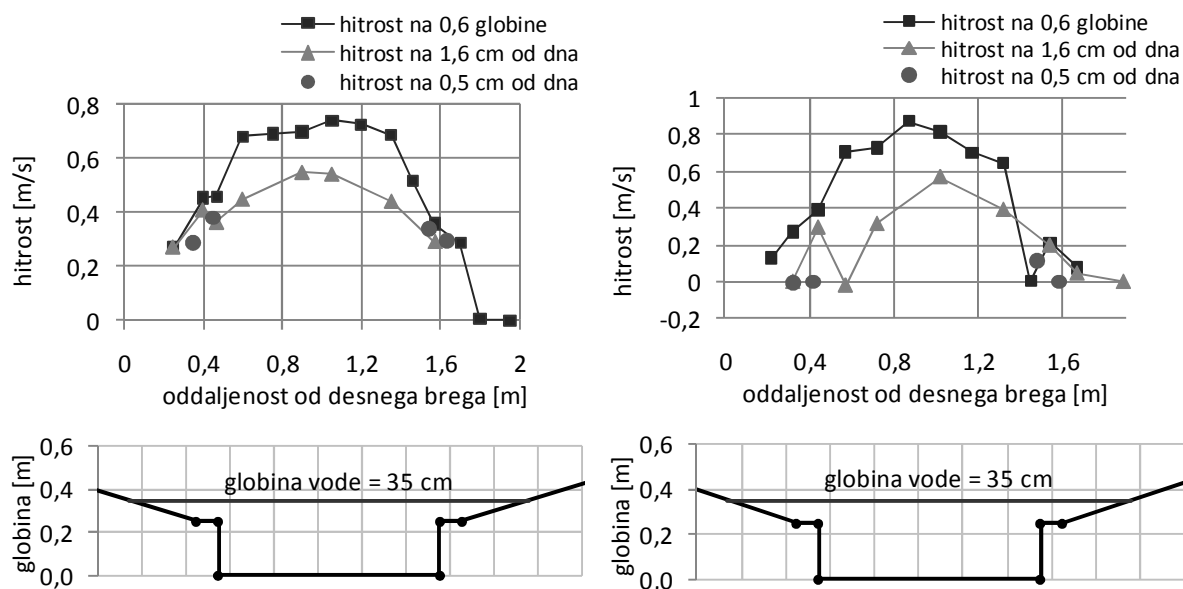 hitrost na 0,6 globine
hitrost na 1,6 cm od dna
hitrost na 0,5 cm od dna
0,8
0,6
0,4
0,2
0
hitrost [m/s]
0 0,4 0,8 1,2 1,6 2
oddaljenost od desnega brega [m]
0,6
0,4
0,2
0,0
globina [m]
globina vode = 35 cm
hitrost na 0,6 globine
hitrost na 1,6 cm od dna
hitrost na 0,5 cm od dna
1
0,8
0,6
0,4
0,2
0
-0,2
hitrost [m/s]
0 0,4 0,8 1,2 1,6
oddaljenost od desnega brega [m]
0,6
0,4
0,2
0,0
globina [m]
globina vode = 35 cm